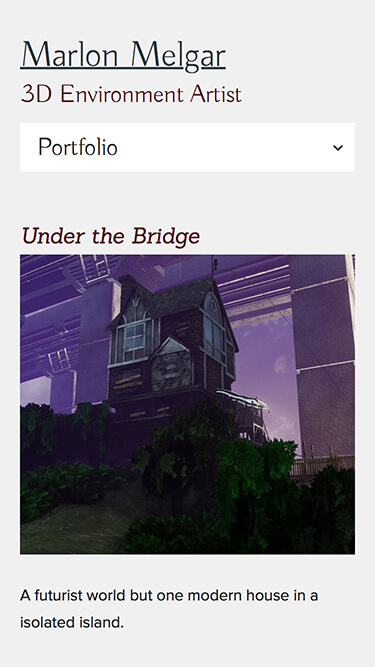 Marlon Melgar
3D Environment Artist
Portfolio
Under the Bridge
A futurist world but one modern house in a
isolated island.